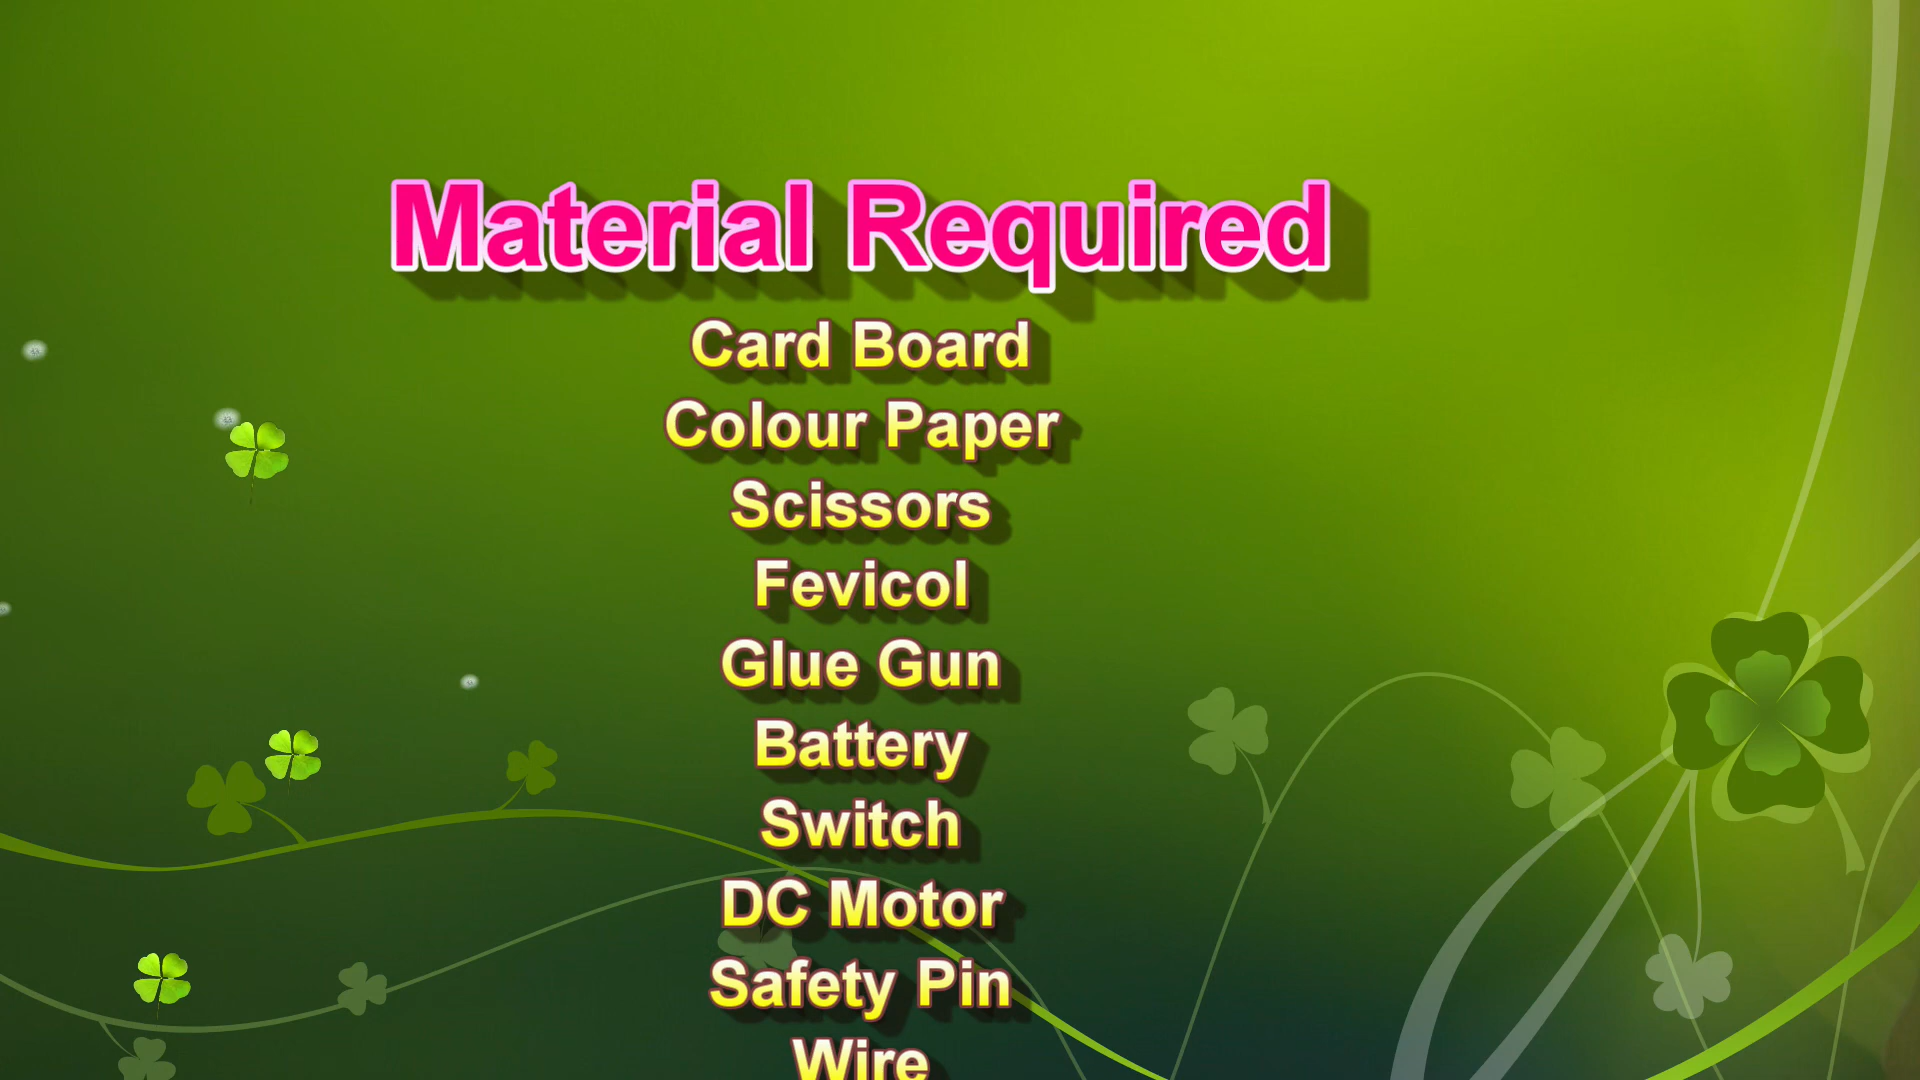 Material Required
Card Board
Colour Paper
Scissors
Fevicol
Glue Gun
Battery
Switch
DC Motor
Safety Pin
Wire